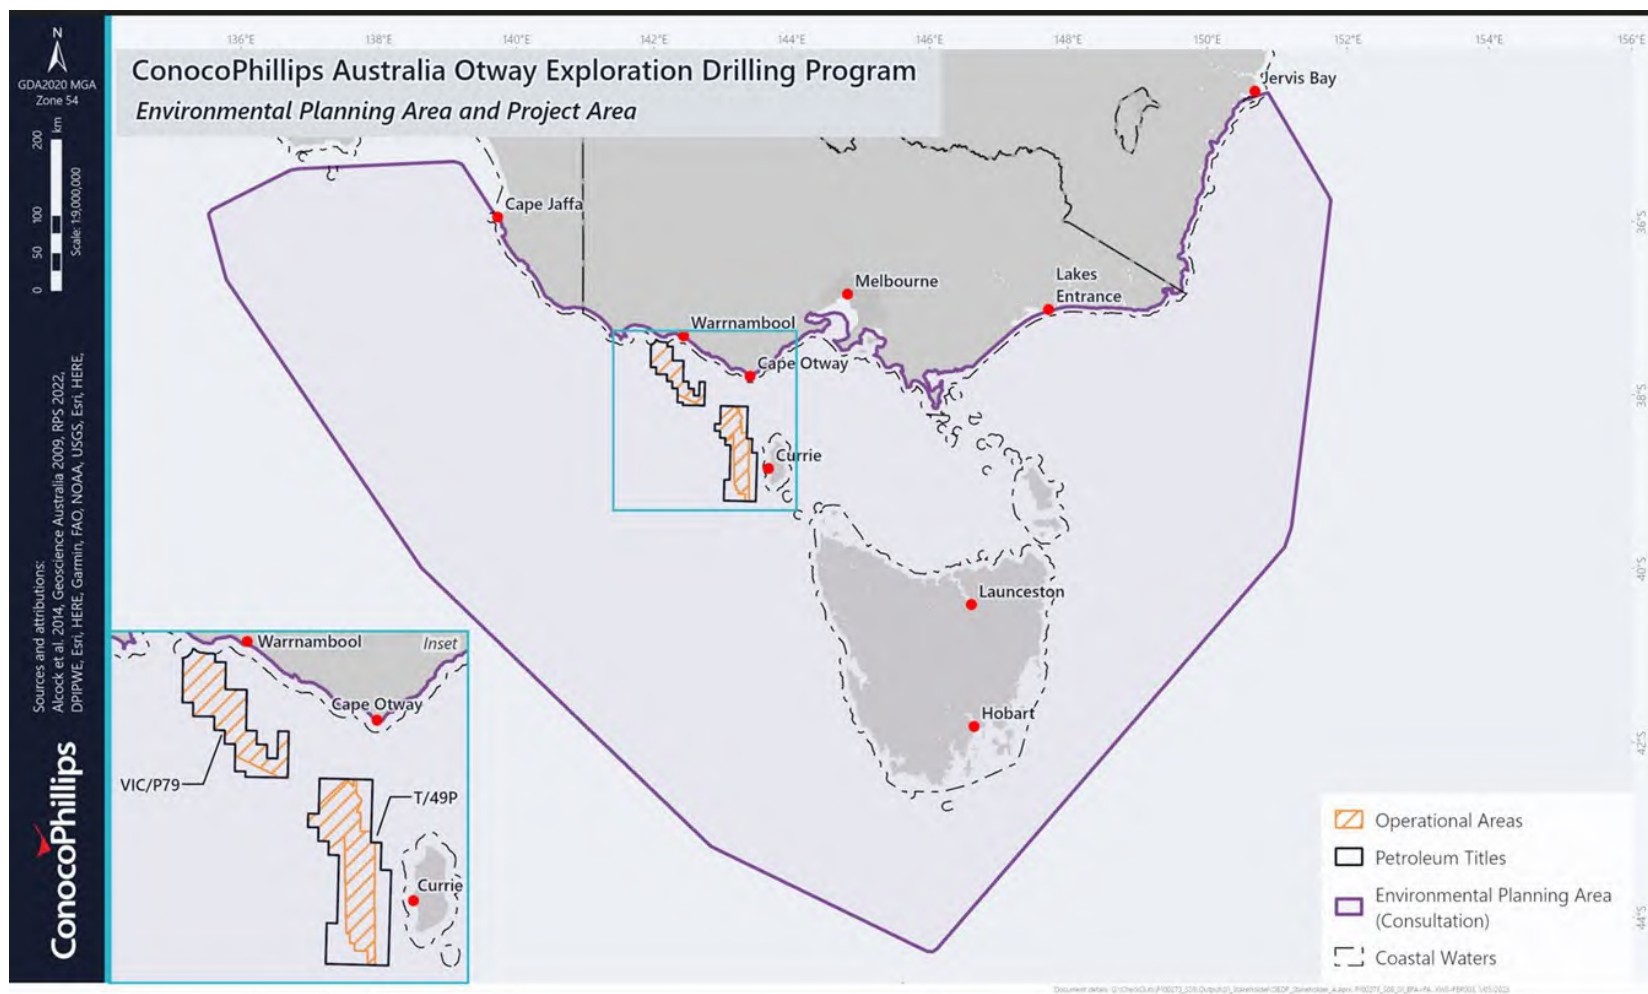 136°E 138°E 140°E 142°E 144°E 146°E 148°E 150°E 152°E 154°E 156°E
N
GDA2020 MGA
Zone 54
ConocoPhillips Australia Otway Exploration Drilling Program
Environmental Planning Area and Project Area
0 50 100 200 km
Scale: 1:9,000,000
Jervis Bay
Cape Jaffa
36°S
Melbourne
Lakes
Entrance
Warrnambool
Cape Otway
38°S
Currie
40°S
Launceston
Hobart
42°S
44°S
Sources and attributions:
Alcock et al. 2014, Geoscience Australia 2009, RPS 2022,
DPIPWE, Esri, HERE, Garmin, FAO, NOAA, USGS, Esri, HERE,
ConocoPhillips
Warrnambool
Inset
Cape Otway
VIC/P79
T/49P
Currie
Operational Areas
Petroleum Titles
Environmental Planning Area
(Consultation)
Coastal Waters